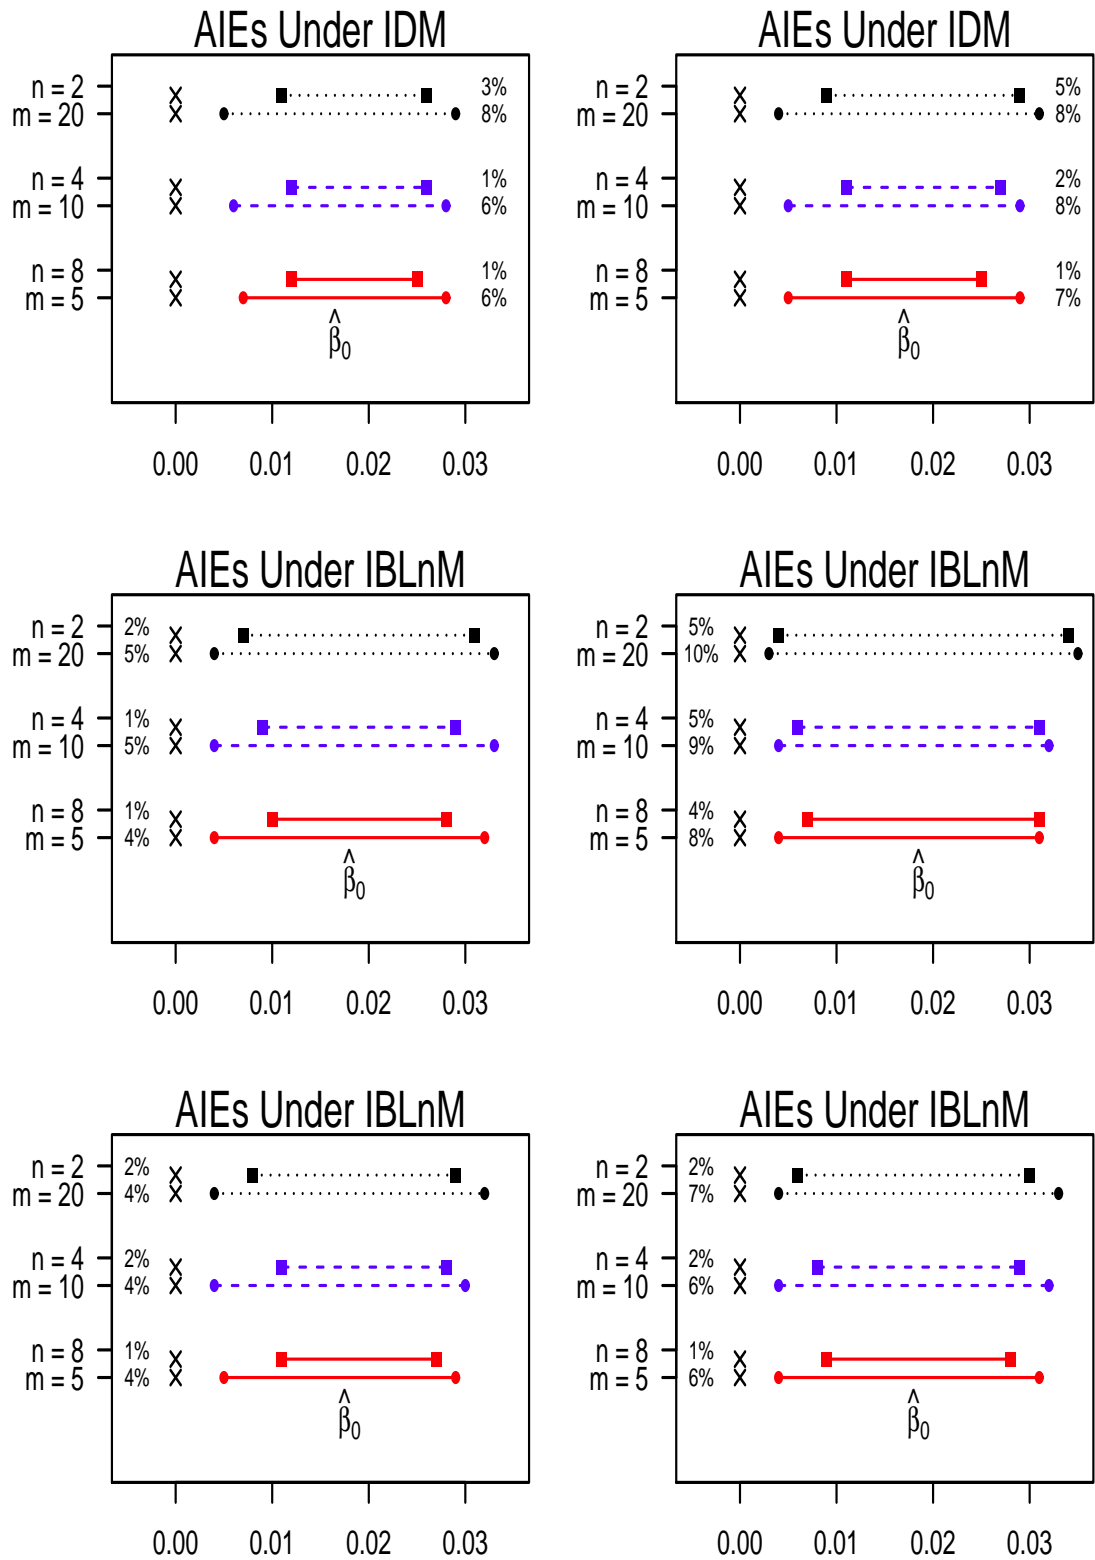 AIEs Under IDM
n = 2
m = 20
n = 4
m = 10
n = 8
m = 5
3%
8%
1%
6%
1%
6%
β̂₀
0.00 0.01 0.02 0.03
AIEs Under IDM
n = 2
m = 20
n = 4
m = 10
n = 8
m = 5
5%
8%
2%
8%
1%
7%
β̂₀
0.00 0.01 0.02 0.03
AIEs Under IBLnM
n = 2
m = 20
n = 4
m = 10
n = 8
m = 5
2%
5%
1%
5%
1%
4%
β̂₀
0.00 0.01 0.02 0.03
AIEs Under IBLnM
n = 2
m = 20
n = 4
m = 10
n = 8
m = 5
5%
10%
5%
9%
4%
8%
β̂₀
0.00 0.01 0.02 0.03
AIEs Under IBLnM
n = 2
m = 20
n = 4
m = 10
n = 8
m = 5
2%
4%
2%
4%
1%
4%
β̂₀
0.00 0.01 0.02 0.03
AIEs Under IBLnM
n = 2
m = 20
n = 4
m = 10
n = 8
m = 5
2%
7%
2%
6%
1%
6%
β̂₀
0.00 0.01 0.02 0.03